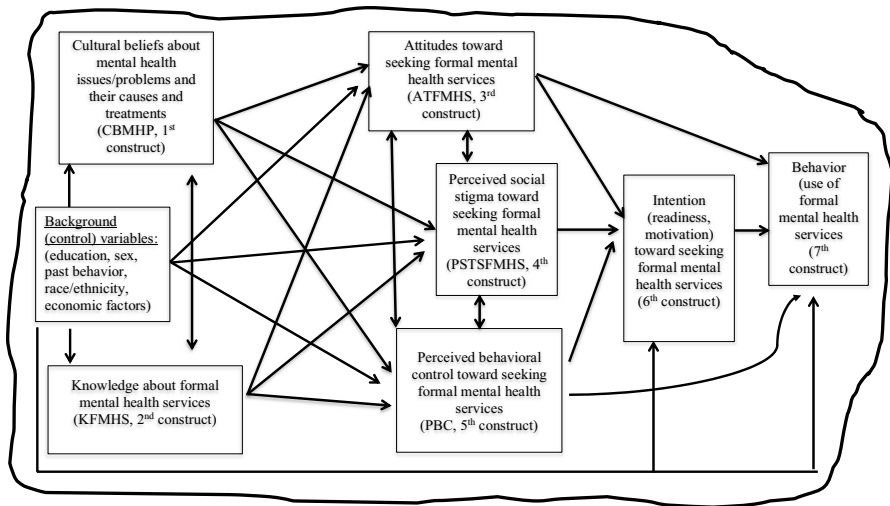 Cultural beliefs about
mental health
issues/problems and
their causes and
treatments
(CBMHP, 1st
construct)
Background
(control) variables:
(education, sex,
past behavior,
race/ethnicity,
economic factors)
Knowledge about formal
mental health services
(KFMHS, 2nd construct)
Attitudes toward
seeking formal mental
health services
(ATFMHS, 3rd
construct)
Perceived social
stigma toward
seeking formal
mental health
services
(PSTSFMHS, 4th
construct)
Perceived behavioral
control toward seeking
formal mental health
services
(PBC, 5th construct)
Intention
(readiness,
motivation)
toward seeking
formal mental
health services
(6th construct)
Behavior
(use of
formal
mental health
services)
(7th
construct)